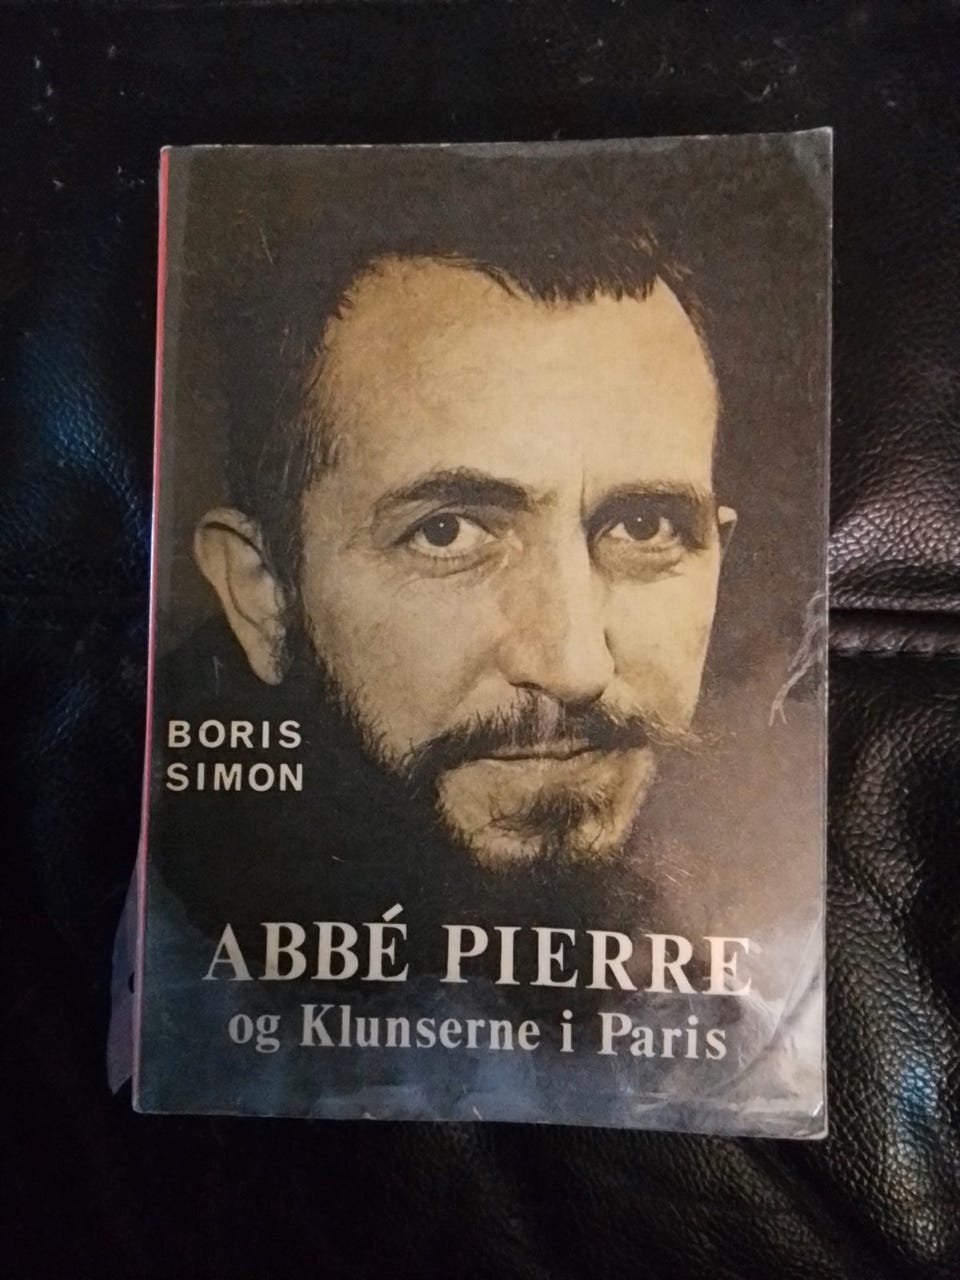 BORIS
SIMON
ABBÉ PIERRE
og Klunserne i Paris